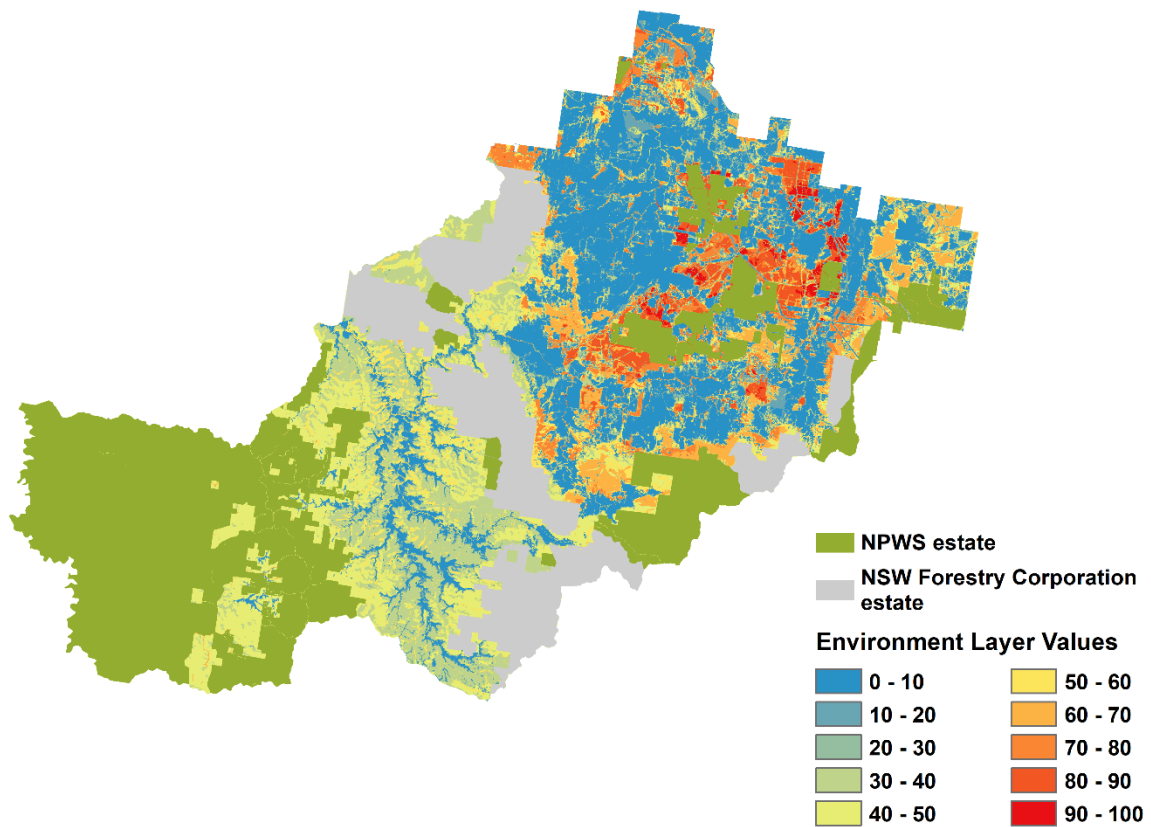 NPWS estate
NSW Forestry Corporation
estate
Environment Layer Values
0 - 10
10 - 20
20 - 30
30 - 40
40 - 50
50 - 60
60 - 70
70 - 80
80 - 90
90 - 100